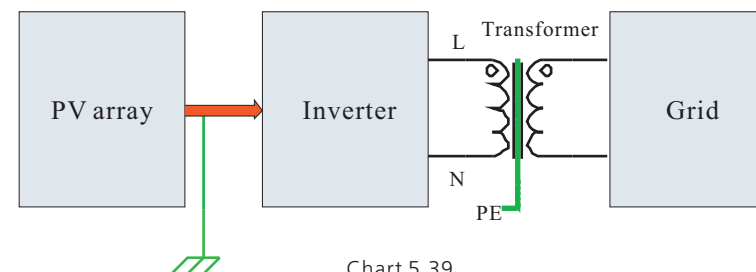 PV array
Inverter
L
Transformer
N
PE
Grid
Chart 5.39